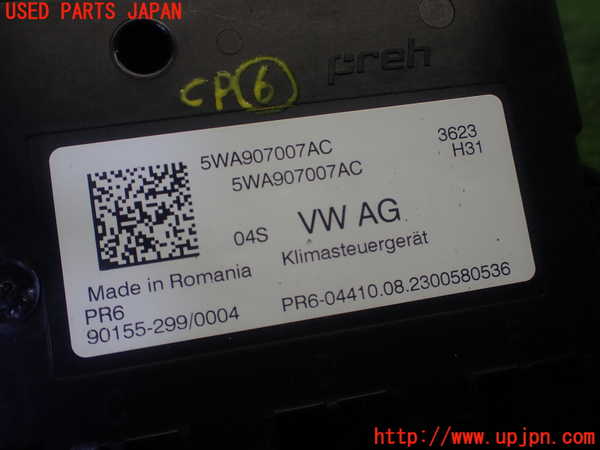 USED PARTS JAPAN
preh
CP6
5WA907007AC
3623
5WA907007AC
H31
04S
VW AG
Made in Romania
Klimasteuergerät
PR6
90155-299/0004
PR6-04410.08.2300580536
http://www.upjpn.com/